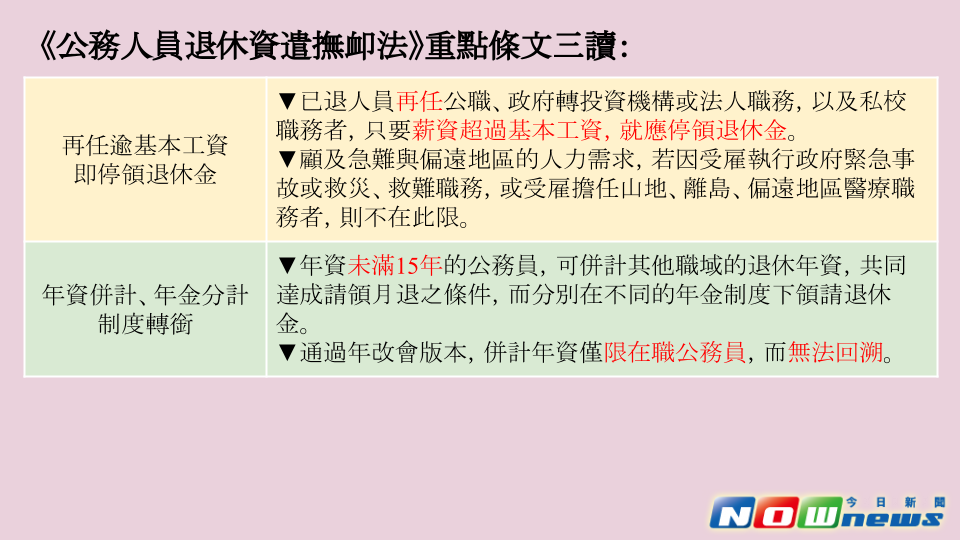 《公務人員退休資遣撫卹法》重點條文三讀：
再任逾基本工資
即停領退休金
▼已退人員再任公職、政府轉投資機構或法人職務，以及私校
職務者，只要薪資超過基本工資，就應停領退休金。
▼顧及急難與偏遠地區的人力需求，若因受雇執行政府緊急事
故或救災、救難職務，或受雇擔任山地、離島、偏遠地區醫療職
務者，則不在此限。
年資併計、年金分計
制度轉銜
▼年資未滿15年的公務員，可併計其他職域的退休年資，共同
達成請領月退之條件，而分別在不同的年金制度下領請退休
金。
▼通過年改會版本，併計年資僅限在職公務員，而無法回溯。
今日新聞
NOWnews